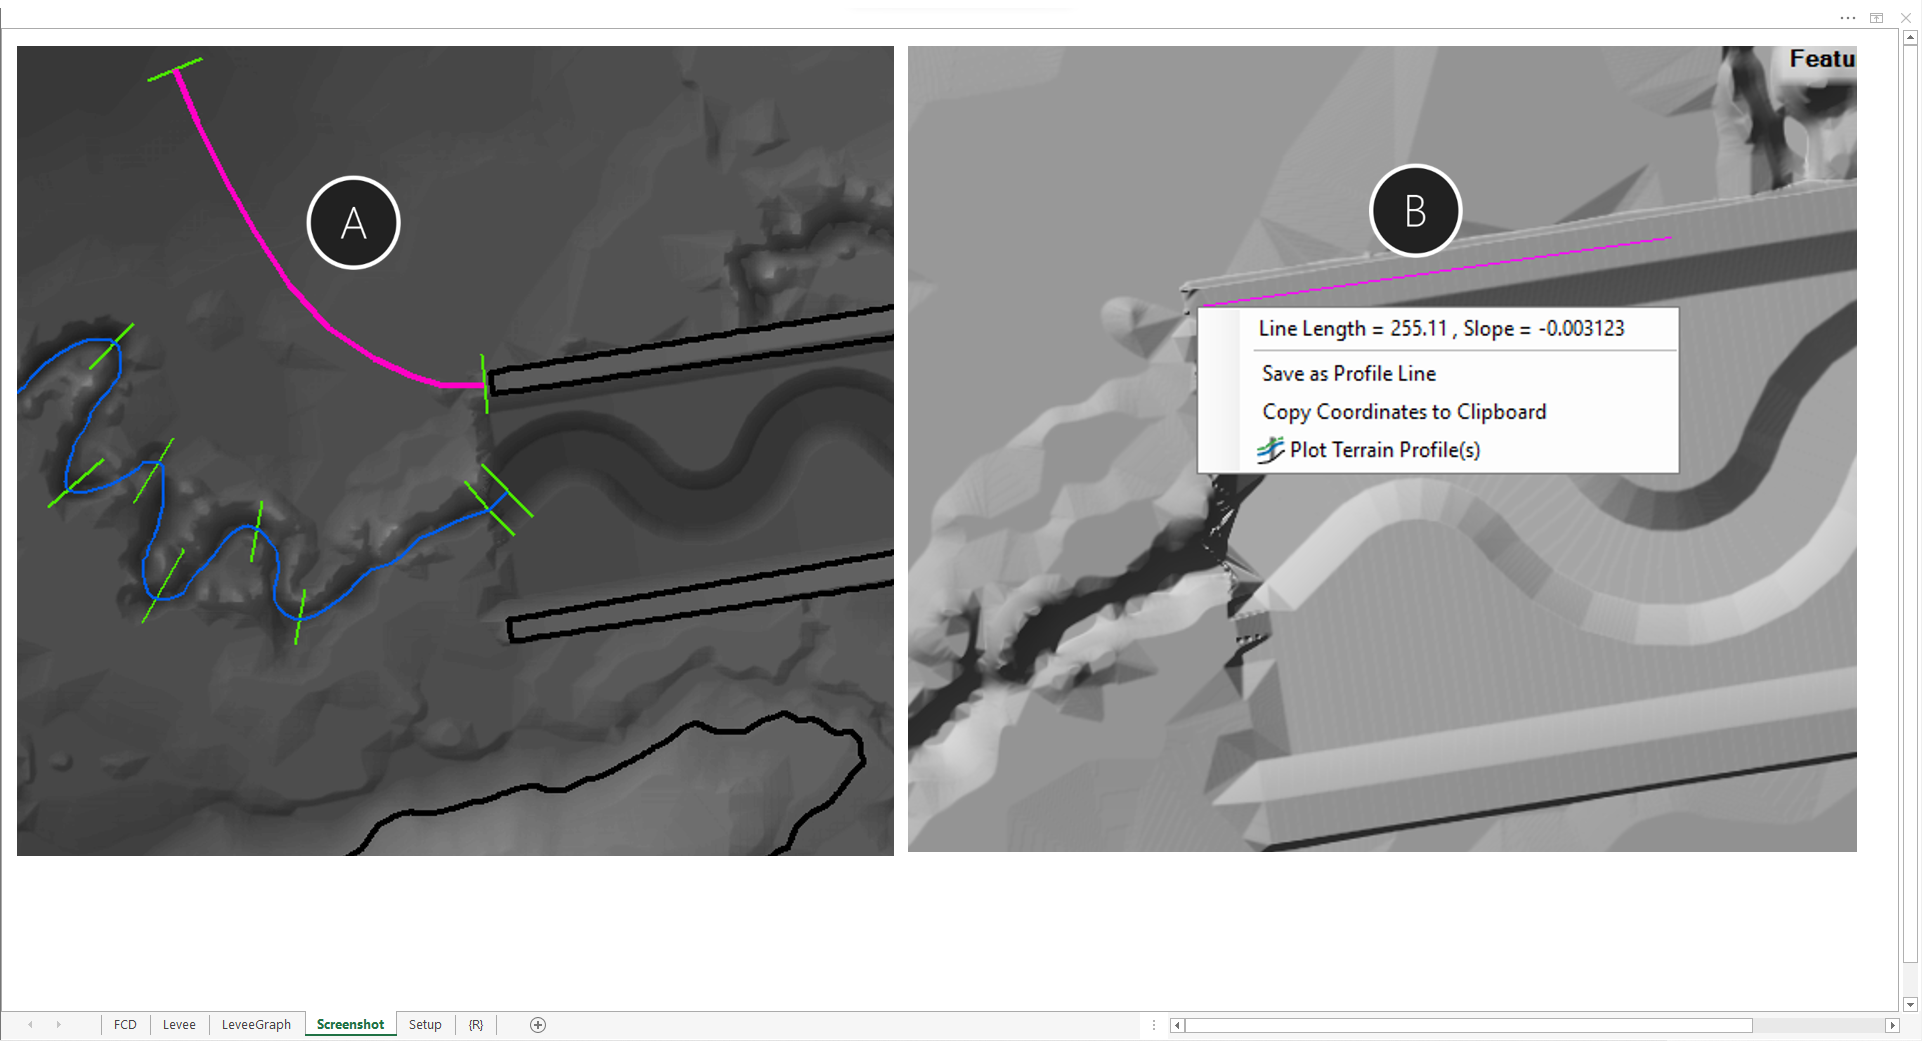 A
Featu
B
Line Length = 255.11 , Slope = -0.003123
Save as Profile Line
Copy Coordinates to Clipboard
Plot Terrain Profile(s)
FCD
Levee
LeveeGraph
Screenshot
Setup
{R}